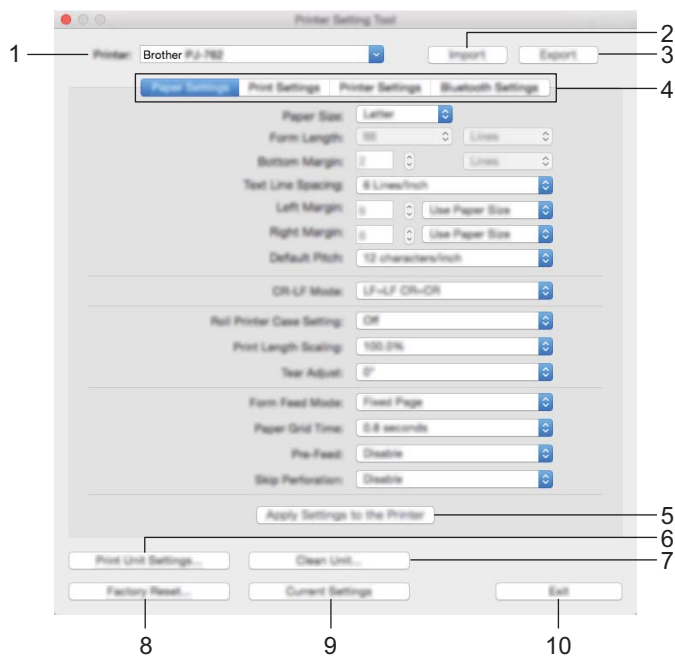 Printer Setting Tool
2
1 Printer: Brother PJ-762 Import Export 3
Paper Settings Print Settings Printer Settings Bluetooth Settings 4
Paper Size: Letter
Form Length: Lines
Bottom Margin: 2 Lines
Text Line Spacing: 6 Lines/Inch
Left Margin: Use Paper Size
Right Margin: Use Paper Size
Default Pitch: 12 characters/inch
CR-LF Mode: LF=LF CR=CR
Roll Printer Case Setting: Off
Print Length Scaling: 100.0%
Tear Adjust: 0"
Form Feed Mode: Fixed Page
Paper Grid Time: 0.8 seconds
Pre-Feed: Disable
Skip Perforation: Disable
Apply Settings to the Printer 5
6
Print Unit Settings... Clean Unit... 7
Factory Reset... Current Settings Exit
8 9 10